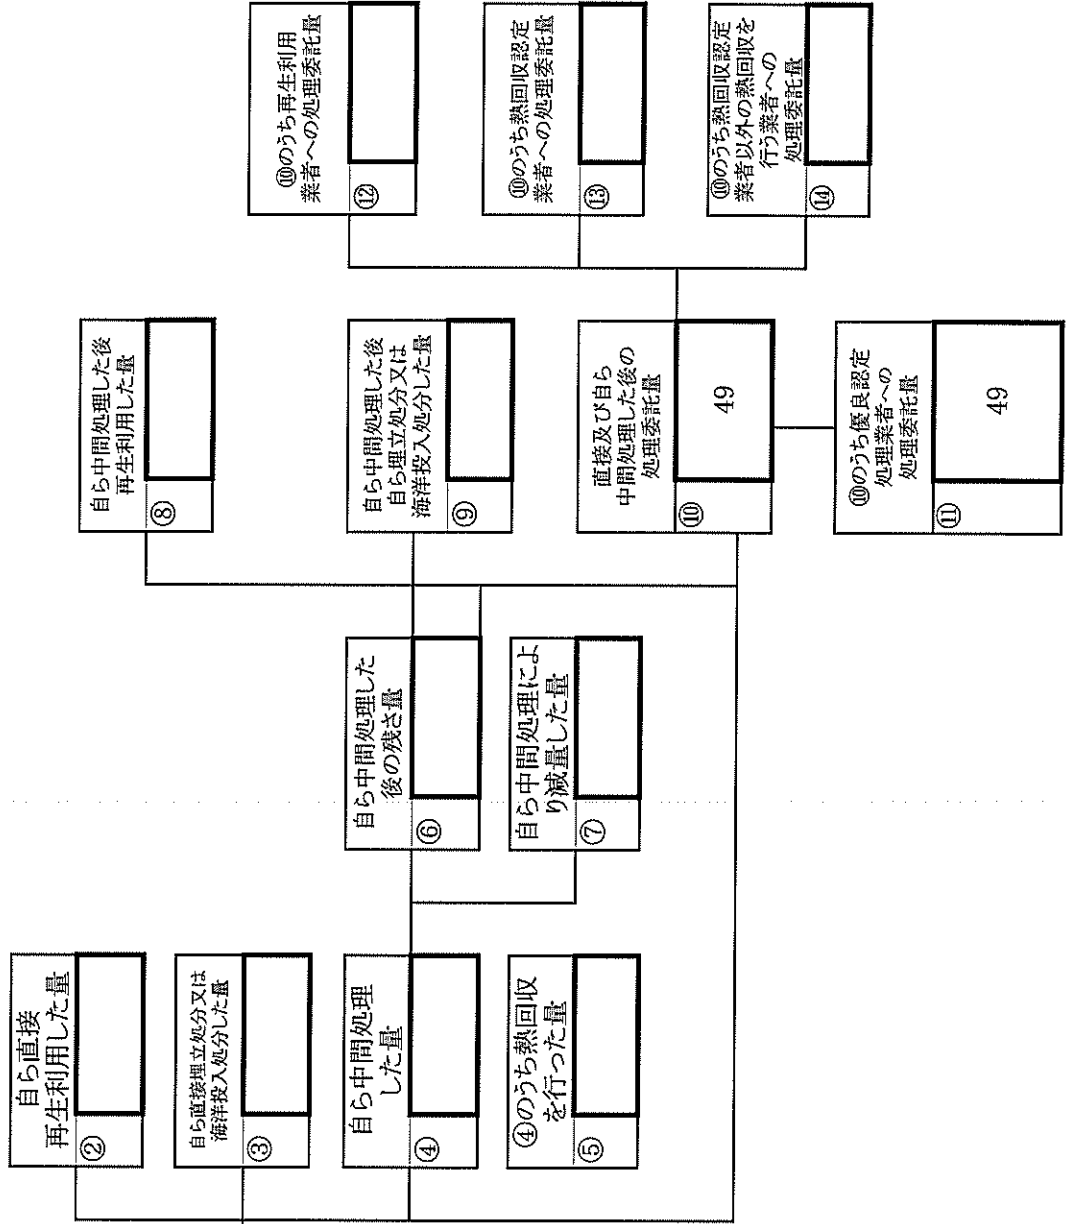 自ら直接
再生利用した量
②
自ら直接埋立処分又は
海洋投入処分した量
③
自ら中間処理
した量
④
④のうち熱回収
を行った量
⑤
自ら中間処理した
後の残さ量
⑥
自ら中間処理によ
り減量した量
⑦
自ら中間処理した後
再生利用した量
⑧
自ら中間処理した後
自ら埋立処分又は
海洋投入処分した量
⑨
直接及び自ら
中間処理した後の
処理委託量
⑩
49
⑩のうち優良認定
処理業者への
処理委託量
⑪
49
⑩のうち再生利用
業者への処理委託量
⑫
⑩のうち熱回収認定
業者への処理委託量
⑬
⑩のうち熱回収認定
業者以外の熱回収を
行う業者への
処理委託量
⑭